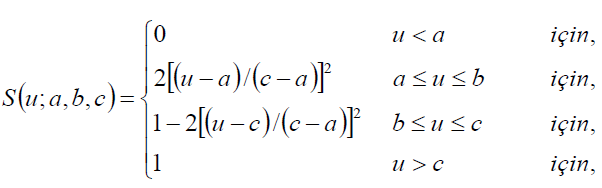 0 u < a için,
2[(u − a)/(c − a)]² a ≤ u ≤ b için,
S(u; a, b, c) =
1 − 2[(u − c)/(c − a)]² b ≤ u ≤ c için,
1 u > c için,